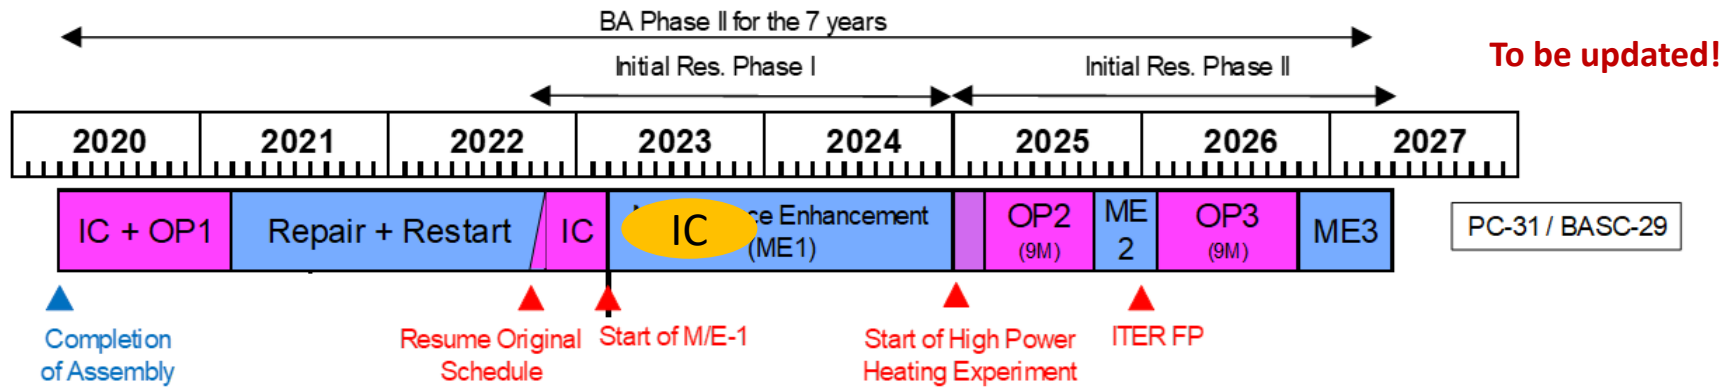 BA Phase II for the 7 years
To be updated!
Initial Res. Phase I
Initial Res. Phase II
2020 2021 2022 2023 2024 2025 2026 2027
IC + OP1
Repair + Restart
IC
IC
ce Enhancement
(ME1)
OP2
(9M)
ME
2
OP3
(9M)
ME3
PC-31 / BASC-29
Completion
of Assembly
Resume Original
Schedule
Start of M/E-1
Start of High Power
Heating Experiment
ITER FP